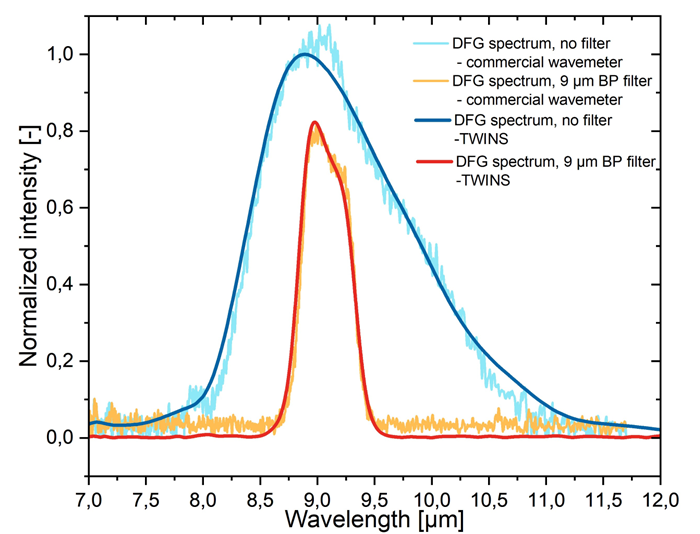 DFG spectrum, no filter
- commercial wavemeter
DFG spectrum, 9 µm BP filter
- commercial wavemeter
DFG spectrum, no filter
-TWINS
DFG spectrum, 9 µm BP filter
-TWINS
Normalized intensity [-]
1,0
0,8
0,6
0,4
0,2
0,0
7,0 7,5 8,0 8,5 9,0 9,5 10,0 10,5 11,0 11,5 12,0
Wavelength [µm]